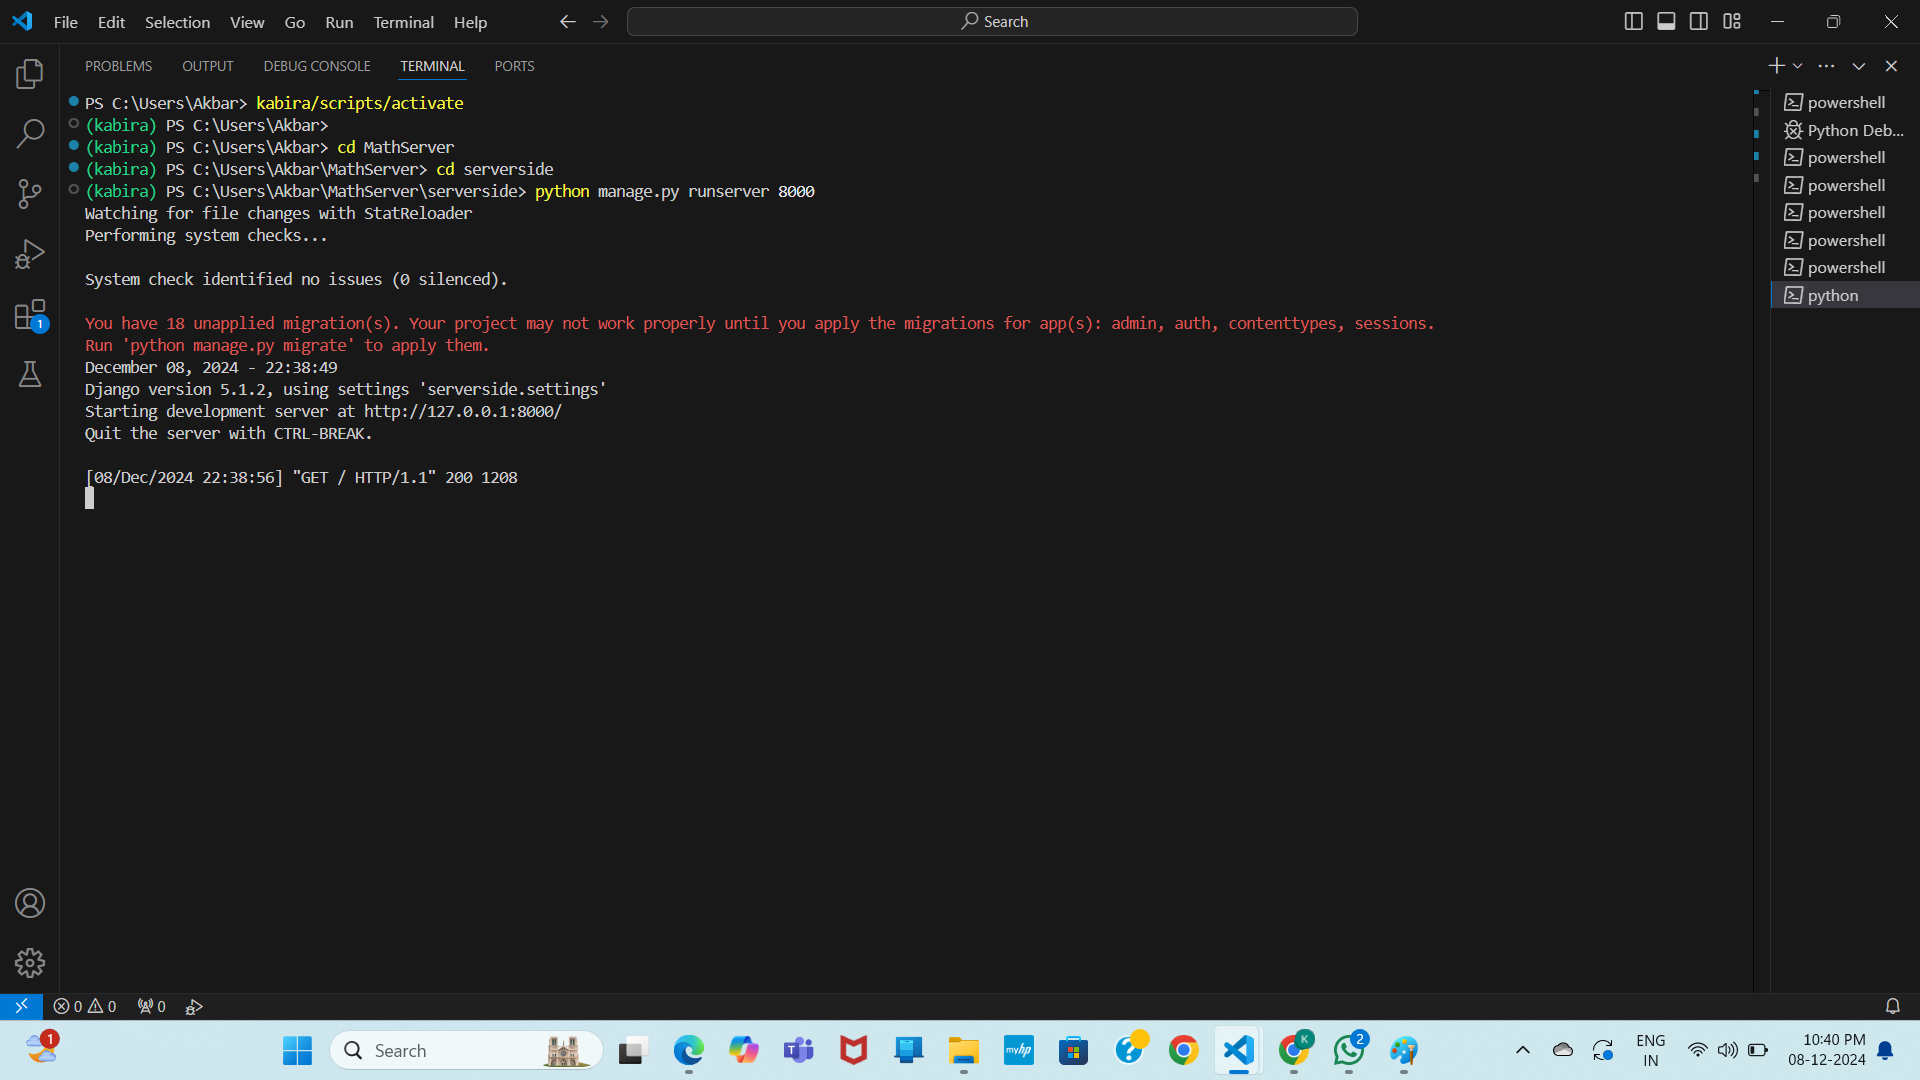 File Edit Selection View Go Run Terminal Help Search
PROBLEMS OUTPUT DEBUG CONSOLE TERMINAL PORTS
PS C:\Users\Akbar> kabira/scripts/activate
(kabira) PS C:\Users\Akbar>
(kabira) PS C:\Users\Akbar> cd MathServer
(kabira) PS C:\Users\Akbar\MathServer> cd serverside
(kabira) PS C:\Users\Akbar\MathServer\serverside> python manage.py runserver 8000
Watching for file changes with StatReloader
Performing system checks...
System check identified no issues (0 silenced).
You have 18 unapplied migration(s). Your project may not work properly until you apply the migrations for app(s): admin, auth, contenttypes, sessions.
Run 'python manage.py migrate' to apply them.
December 08, 2024 - 22:38:49
Django version 5.1.2, using settings 'serverside.settings'
Starting development server at http://127.0.0.1:8000/
Quit the server with CTRL-BREAK.
[08/Dec/2024 22:38:56] "GET / HTTP/1.1" 200 1208
powershell
Python Deb...
powershell
powershell
powershell
powershell
powershell
python
1
0 0 0
1 Search myhp K 2 ENG 10:40 PM
IN 08-12-2024